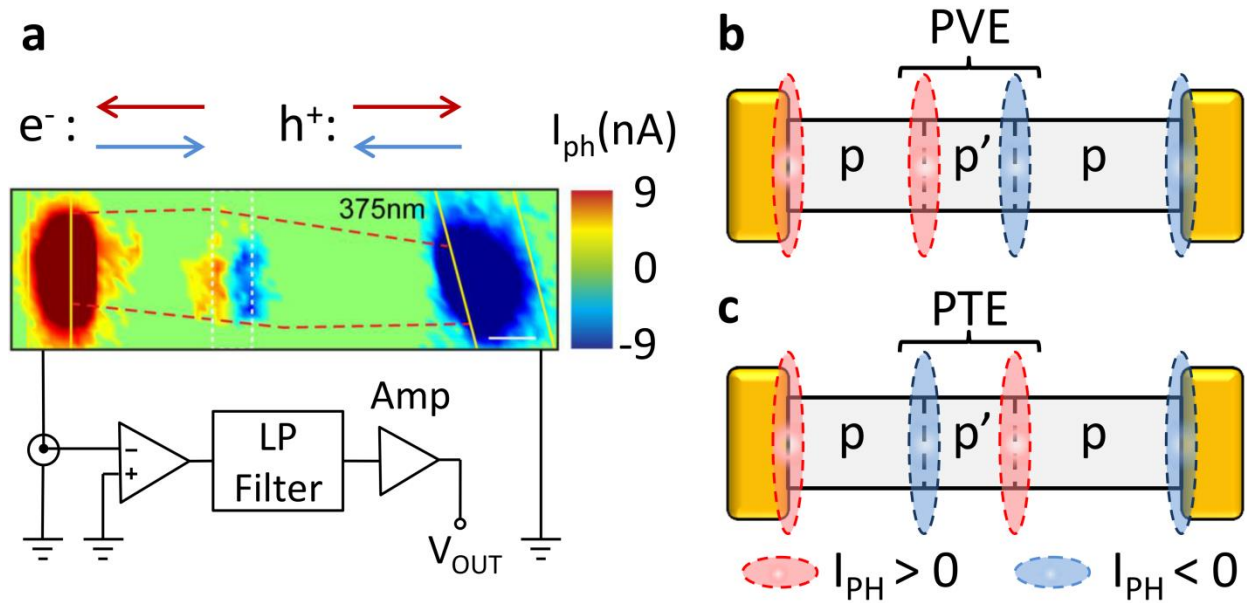 a
e⁻ :
h⁺:
I_ph(nA)
375nm
9
0
-9
Amp
LP
Filter
−
+
V_OUT
b
PVE
p
p’
p
c
PTE
p
p’
p
I_PH > 0
I_PH < 0